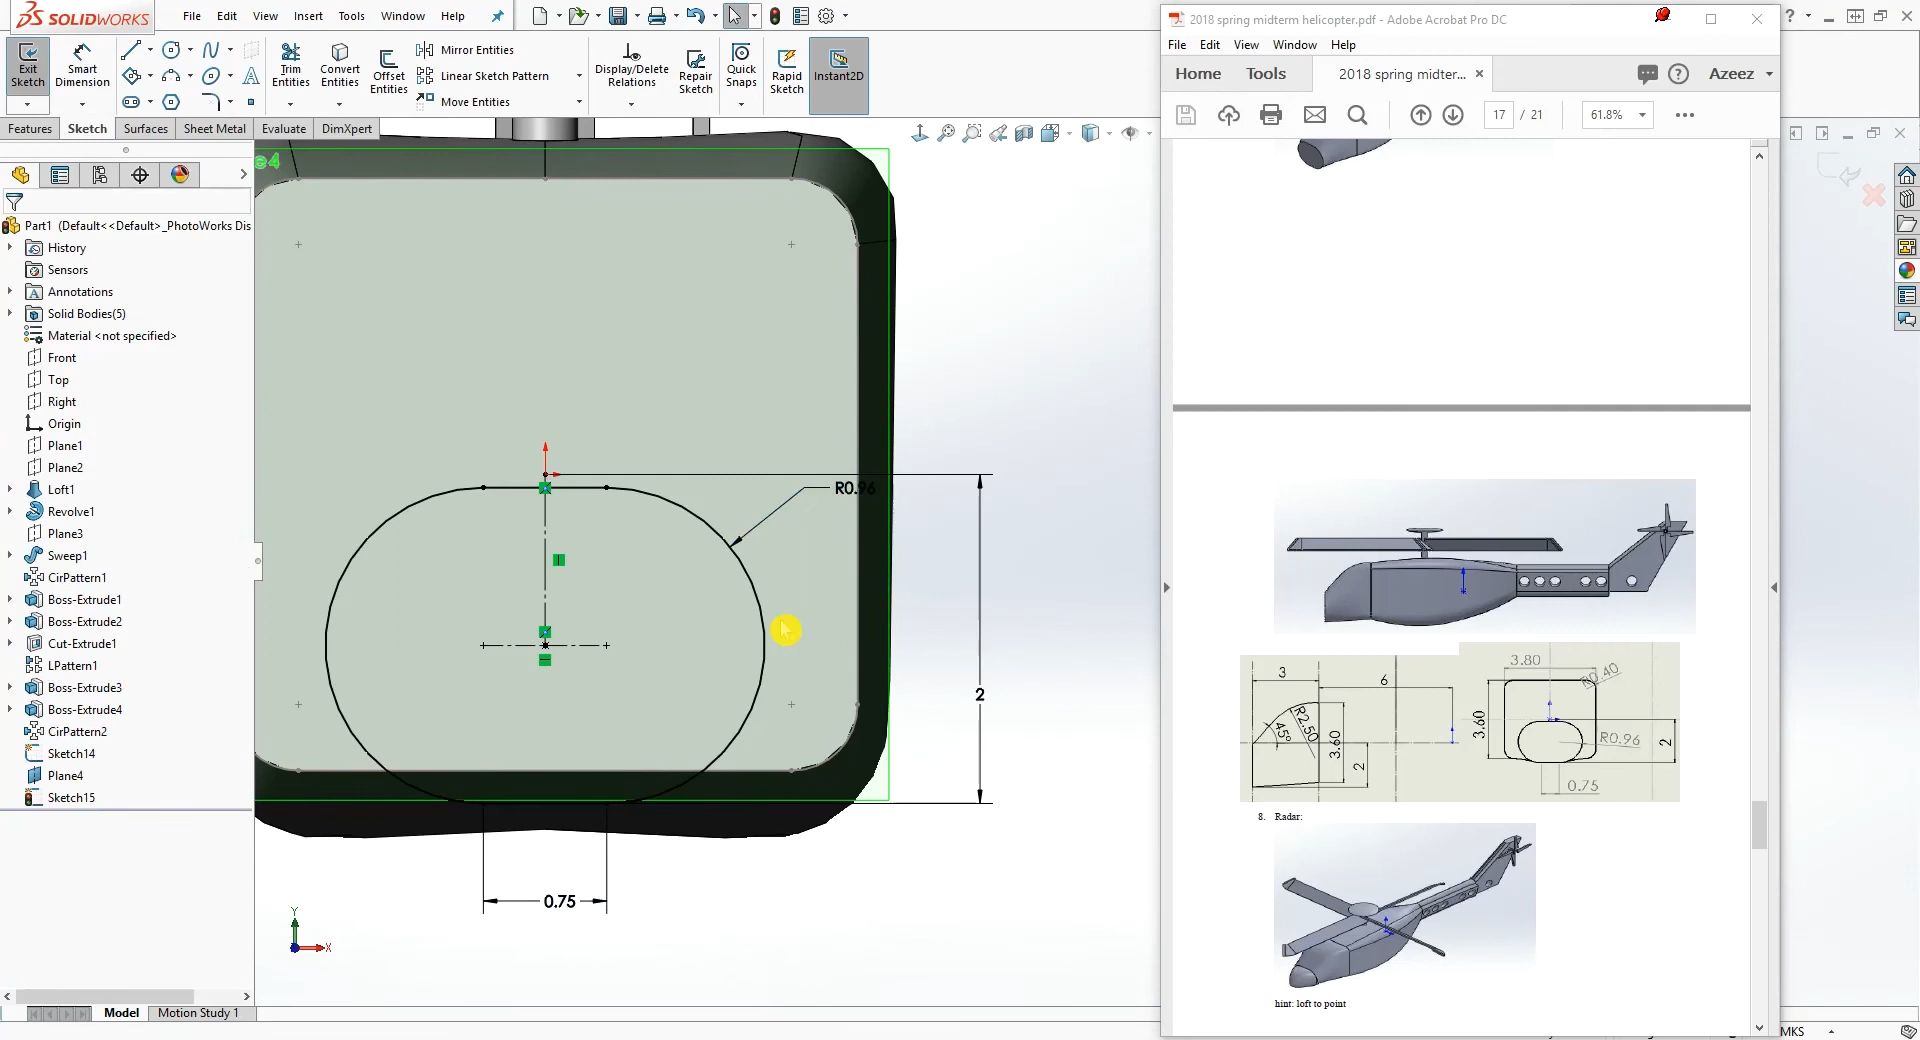 SOLIDWORKS
File Edit View Insert Tools Window Help
Exit Sketch
Smart Dimension
Trim Entities
Convert Entities
Offset Entities
Mirror Entities
Linear Sketch Pattern
Move Entities
Display/Delete Relations
Repair Sketch
Quick Snaps
Rapid Sketch
Instant2D
Features Sketch Surfaces Sheet Metal Evaluate DimXpert
Part1 (Default<<Default>_PhotoWorks Dis
History
Sensors
Annotations
Solid Bodies(5)
Material <not specified>
Front
Top
Right
Origin
Plane1
Plane2
Loft1
Revolve1
Plane3
Sweep1
CirPattern1
Boss-Extrude1
Boss-Extrude2
Cut-Extrude1
LPattern1
Boss-Extrude3
Boss-Extrude4
CirPattern2
Sketch14
Plane4
Sketch15
Model Motion Study 1
e4
R0.96
2
0.75
Y
X
2018 spring midterm helicopter.pdf - Adobe Acrobat Pro DC
File Edit View Window Help
Home Tools 2018 spring midter... × Azeez
17 / 21 61.8%
3
6
R2.50
45°
3.60
2
3.80
R0.40
3.60
R0.96
2
0.75
8. Radar:
hint: loft to point
MKS